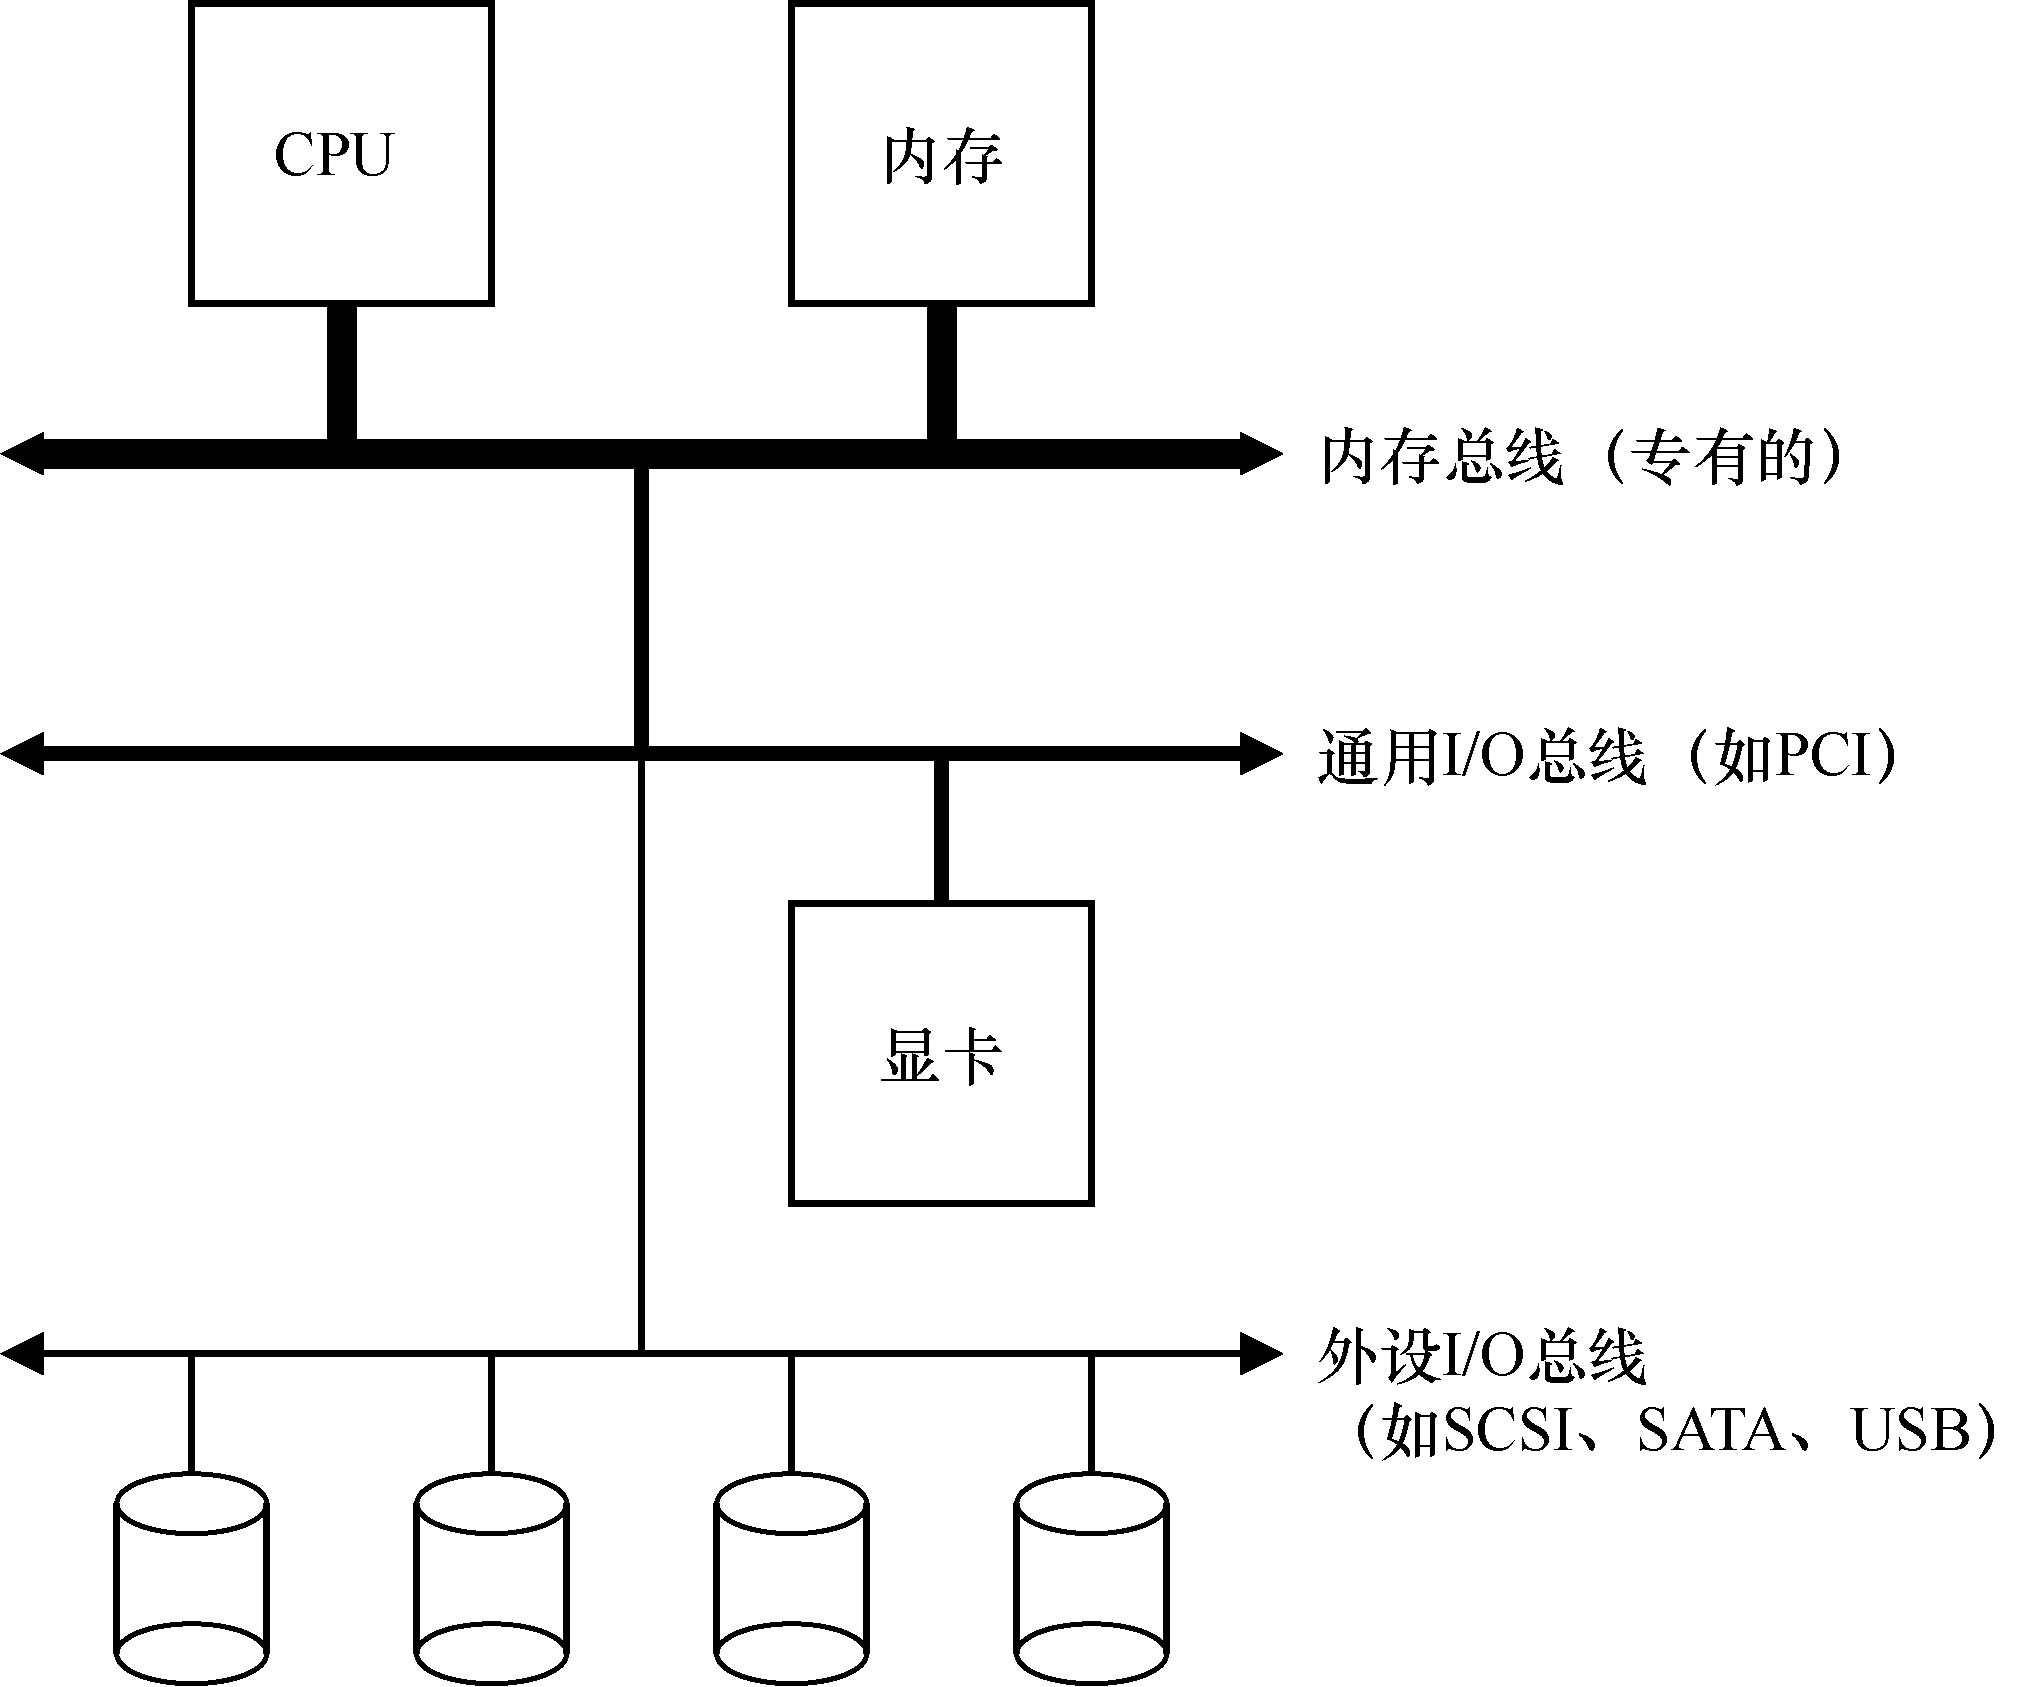 CPU
内存
内存总线（专有的）
通用I/O总线（如PCI）
显卡
外设I/O总线
（如SCSI、SATA、USB）